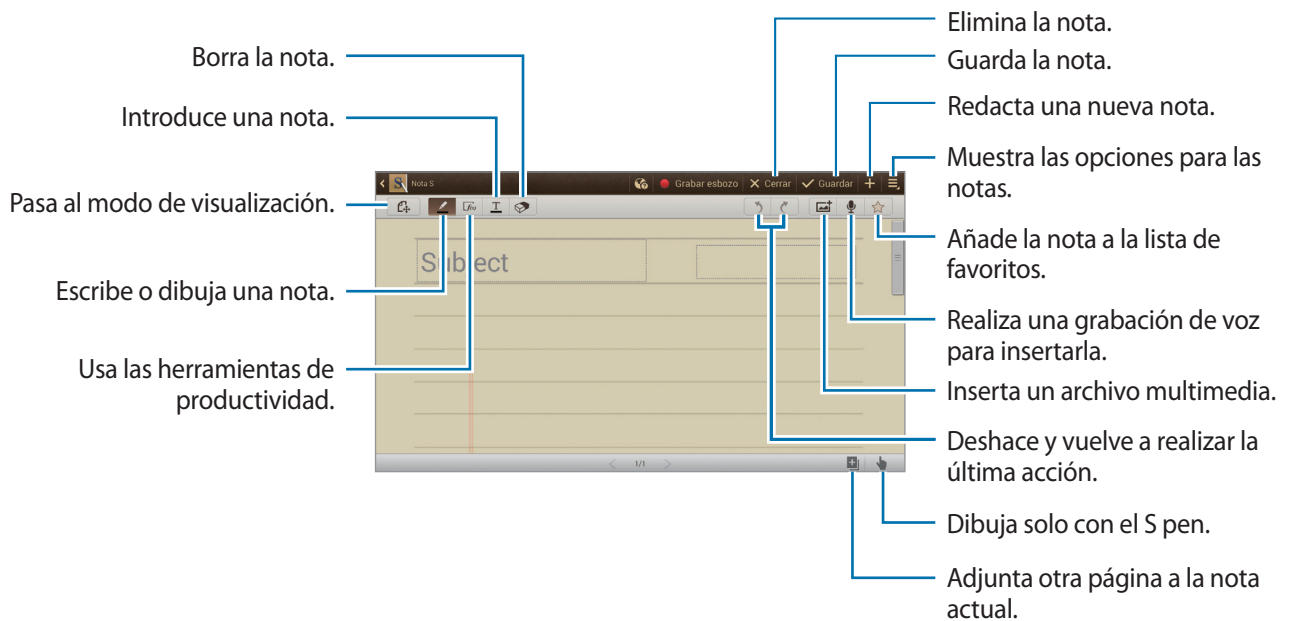 Borra la nota.
Introduce una nota.
Pasa al modo de visualización.
Escribe o dibuja una nota.
Usa las herramientas de
productividad.
Nota S
Grabar esbozo
Cerrar
Guardar
Subject
1/1
Elimina la nota.
Guarda la nota.
Redacta una nueva nota.
Muestra las opciones para las
notas.
Añade la nota a la lista de
favoritos.
Realiza una grabación de voz
para insertarla.
Inserta un archivo multimedia.
Deshace y vuelve a realizar la
última acción.
Dibuja solo con el S pen.
Adjunta otra página a la nota
actual.